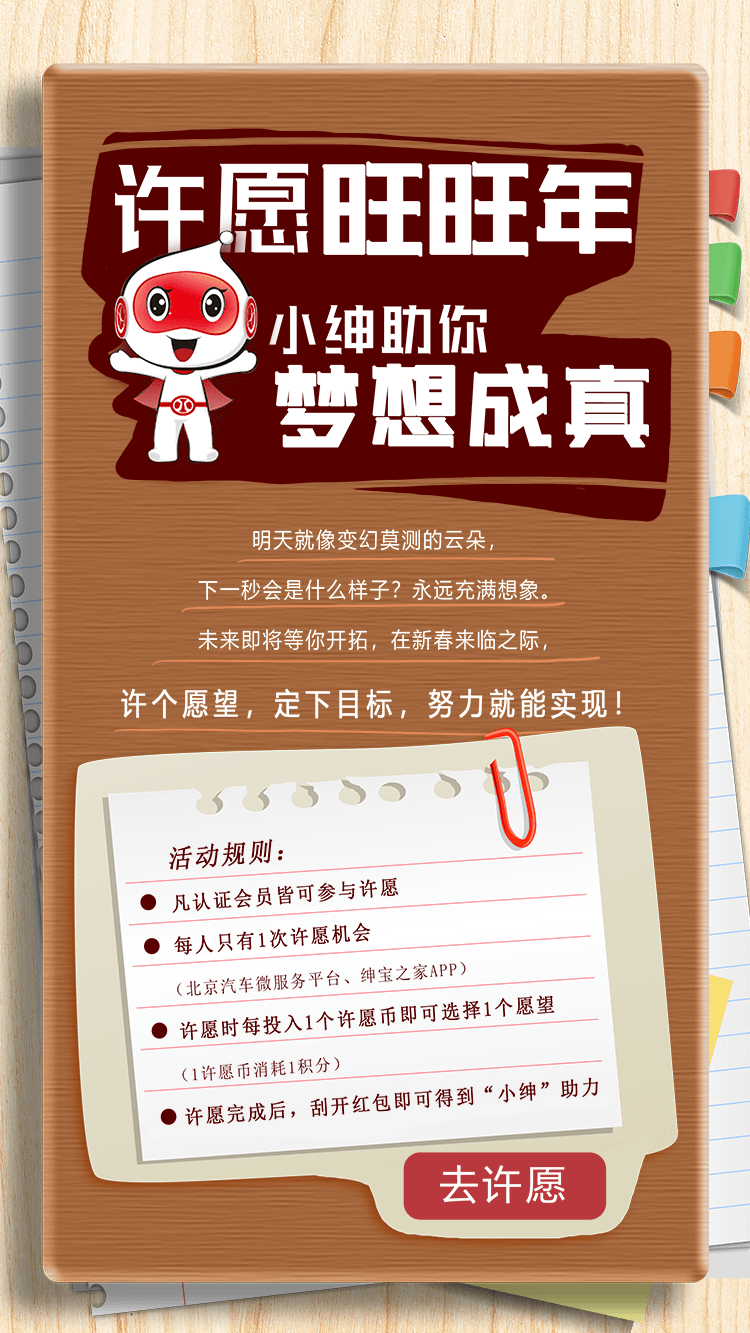 许愿旺旺年
小绅助你
梦想成真
明天就像变幻莫测的云朵，
下一秒会是什么样子？永远充满想象。
未来即将等你开拓，在新春来临之际，
许个愿望，定下目标，努力就能实现！
活动规则：
● 凡认证会员皆可参与许愿
● 每人只有1次许愿机会
（北京汽车微服务平台、绅宝之家APP）
● 许愿时每投入1个许愿币即可选择1个愿望
（1许愿币消耗1积分）
● 许愿完成后，刮开红包即可得到“小绅”助力
去许愿